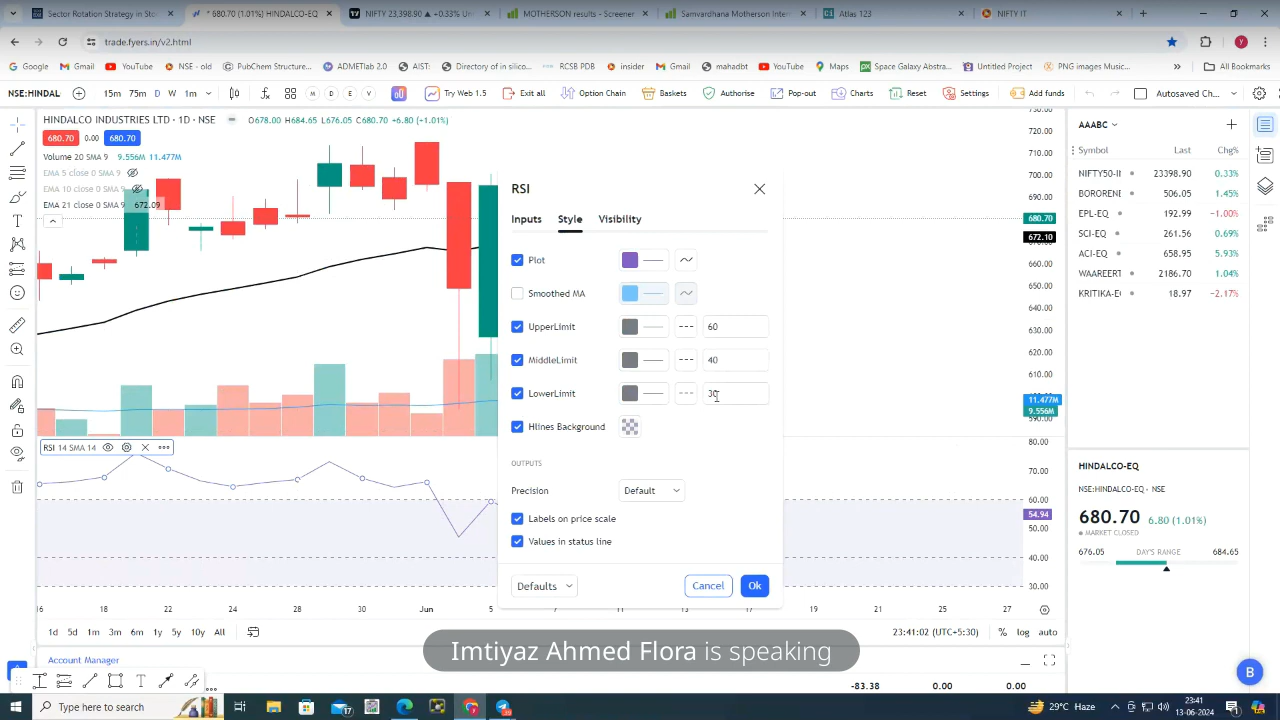 Sector Rotation Analysis in Stoc
* 680.70 (1.01%) HINDALCO-EQ
NIFTY 23,398.90 ▲ +0.33%
MOTHERSON results - Screener
Samvardhana Motherson Interna
Atlas 123
NIFTY IT
trade.fyers.in/v2.html
Google
Gmail
YouTube
NSE - old
PubChem Structure...
ADMETlab 2.0
AIST:
Directory of in silico...
RCSB PDB
insider
Gmail
mahadbt
YouTube
Maps
Space Galaxy Abstra...
Untitled Project
PNG images Music...
All Bookmarks
NSE:HINDAL
15m 75m D W 1m
M D E V
Try Web 1.5
Exit all
Option Chain
Baskets
Authorise
Pop-out
Charts
Reset
Settings
Add funds
Autosaved Ch...
HINDALCO INDUSTRIES LTD · 1D · NSE
O678.00 H684.65 L676.05 C680.70 +6.80 (+1.01%)
680.70 0.00 680.70
Volume 20 SMA 9 9.556M 11.477M
EMA 5 close 0 SMA 9
EMA 10 close 0 SMA 9
EMA 21 close 0 SMA 9 672.09
RSI 14 SMA 14
730.00
720.00
710.00
700.00
690.00
680.70
672.10
660.00
650.00
640.00
630.00
620.00
610.00
11.477M
9.556M
590.00
80.00
70.00
60.00
54.94
50.00
40.00
30.00
RSI
Inputs Style Visibility
Plot
Smoothed MA
UpperLimit 60
MiddleLimit 40
LowerLimit 30
Hlines Background
OUTPUTS
Precision Default
Labels on price scale
Values in status line
Defaults
Cancel
Ok
16 18 22 24 28 30 Jun 5 11 13 17 19 21 25 27
1d 5d 1m 3m 6m 1y 5y 10y All
23:41:02 (UTC+5:30) % log auto
AAABC
Symbol Last Chg%
NIFTY50-I 23398.90 0.33%
BORORENE 506.05 1.45%
EPL-EQ 192.99 -1.00%
SCI-EQ 261.56 0.69%
ACI-EQ 658.95 5.93%
WAAREERT 2186.70 1.04%
KRITIKA-E 18.97 -2.17%
HINDALCO-EQ
NSE:HINDALCO-EQ · NSE
680.70 6.80 (1.01%)
MARKET CLOSED
676.05 DAY'S RANGE 684.65
Imtiyaz Ahmed Flora is speaking
Account Manager
-83.38 0.00 0.00
B
Type here to search
29°C Haze
23:41
13-06-2024